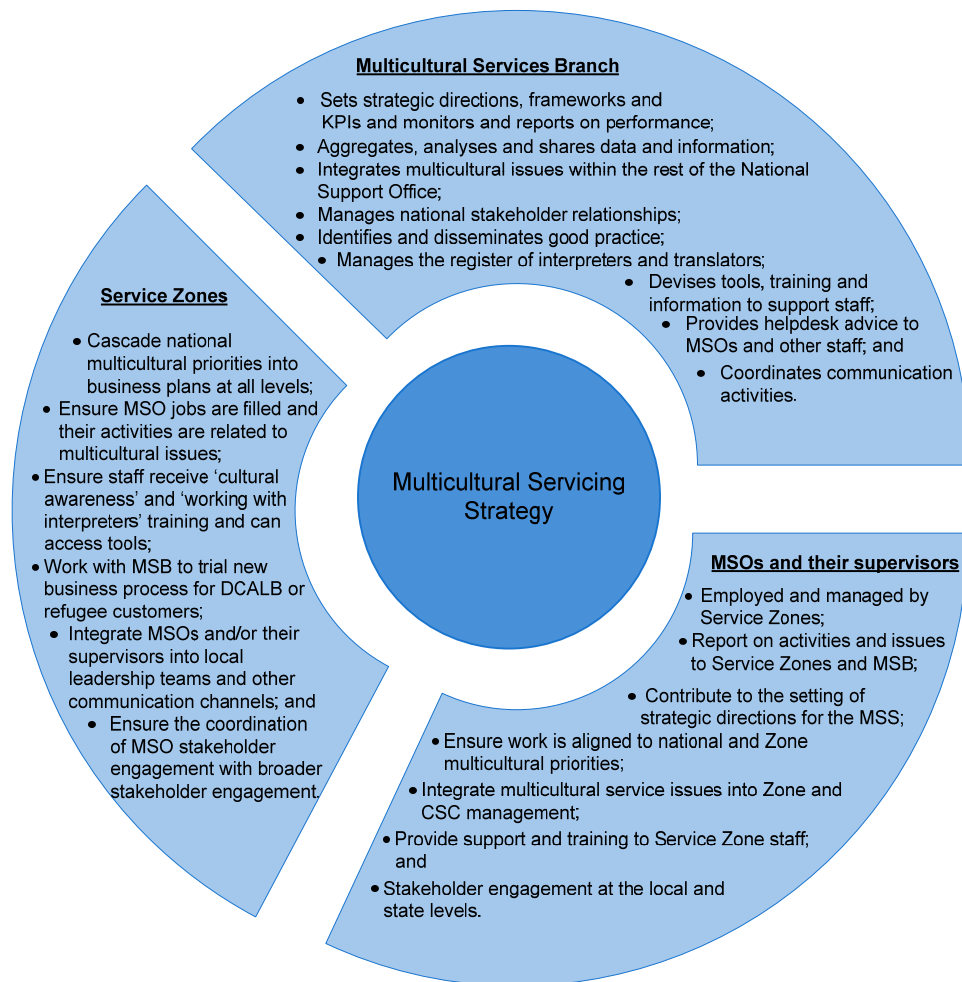 Multicultural Services Branch
• Sets strategic directions, frameworks and
KPIs and monitors and reports on performance;
• Aggregates, analyses and shares data and information;
• Integrates multicultural issues within the rest of the National
Support Office;
• Manages national stakeholder relationships;
• Identifies and disseminates good practice;
• Manages the register of interpreters and translators;
• Devises tools, training and
information to support staff;
• Provides helpdesk advice to
MSOs and other staff; and
• Coordinates communication
activities.
Service Zones
• Cascade national
multicultural priorities into
business plans at all levels;
• Ensure MSO jobs are filled and
their activities are related to
multicultural issues;
• Ensure staff receive ‘cultural
awareness’ and ‘working with
interpreters’ training and can
access tools;
• Work with MSB to trial new
business process for DCALB or
refugee customers;
• Integrate MSOs and/or their
supervisors into local
leadership teams and other
communication channels; and
• Ensure the coordination
of MSO stakeholder
engagement with broader
stakeholder engagement.
Multicultural Servicing
Strategy
MSOs and their supervisors
• Employed and managed by
Service Zones;
• Report on activities and issues
to Service Zones and MSB;
• Contribute to the setting of
strategic directions for the MSS;
• Ensure work is aligned to national and Zone
multicultural priorities;
• Integrate multicultural service issues into Zone and
CSC management;
• Provide support and training to Service Zone staff;
and
• Stakeholder engagement at the local and
state levels.